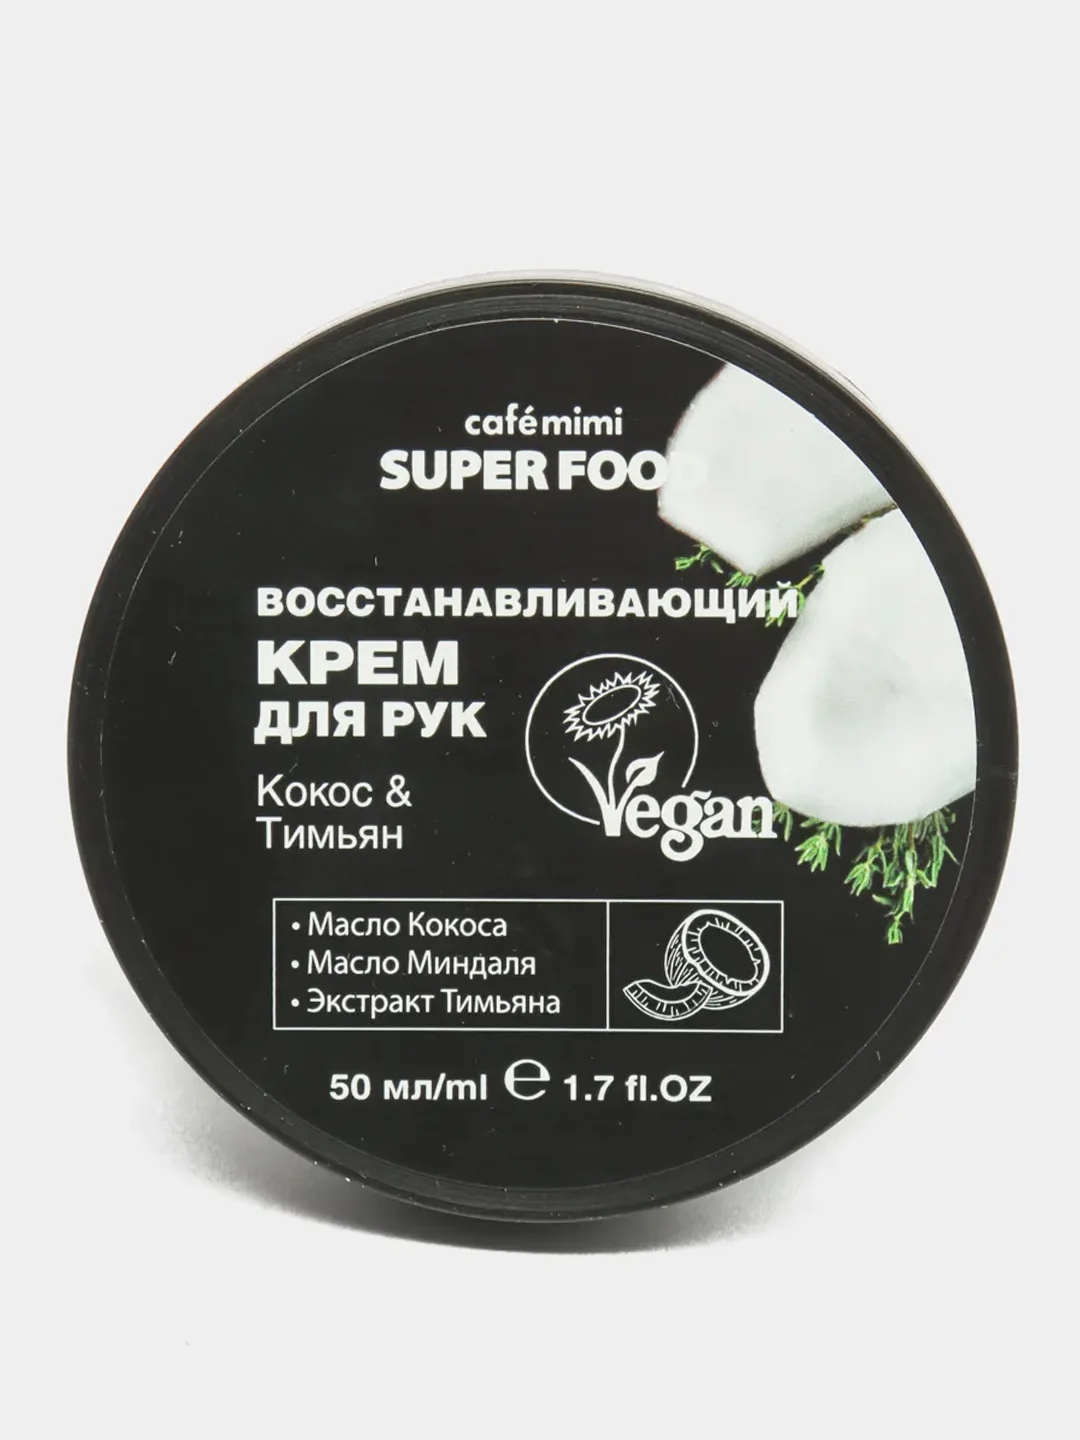 café mimi
SUPER FOOD
ВОССТАНАВЛИВАЮЩИЙ
КРЕМ
ДЛЯ РУК
Кокос &
Тимьян
Vegan
• Масло Кокоса
• Масло Миндаля
• Экстракт Тимьяна
50 мл/ml ℮ 1.7 fl.OZ